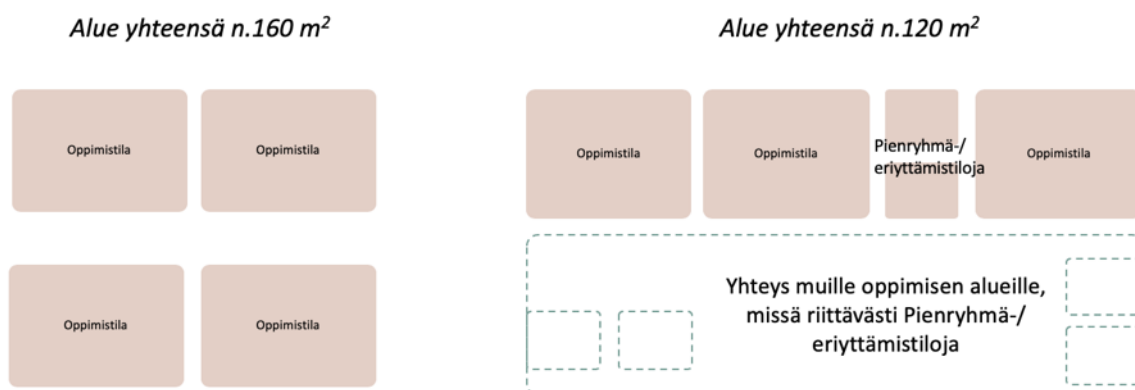 Alue yhteensä n.160 m²
Alue yhteensä n.120 m²
Oppimistila
Oppimistila
Oppimistila
Oppimistila
Pienryhmä-/
eriyttämistiloja
Oppimistila
Oppimistila
Oppimistila
Yhteys muille oppimisen alueille,
missä riittävästi Pienryhmä-/
eriyttämistiloja